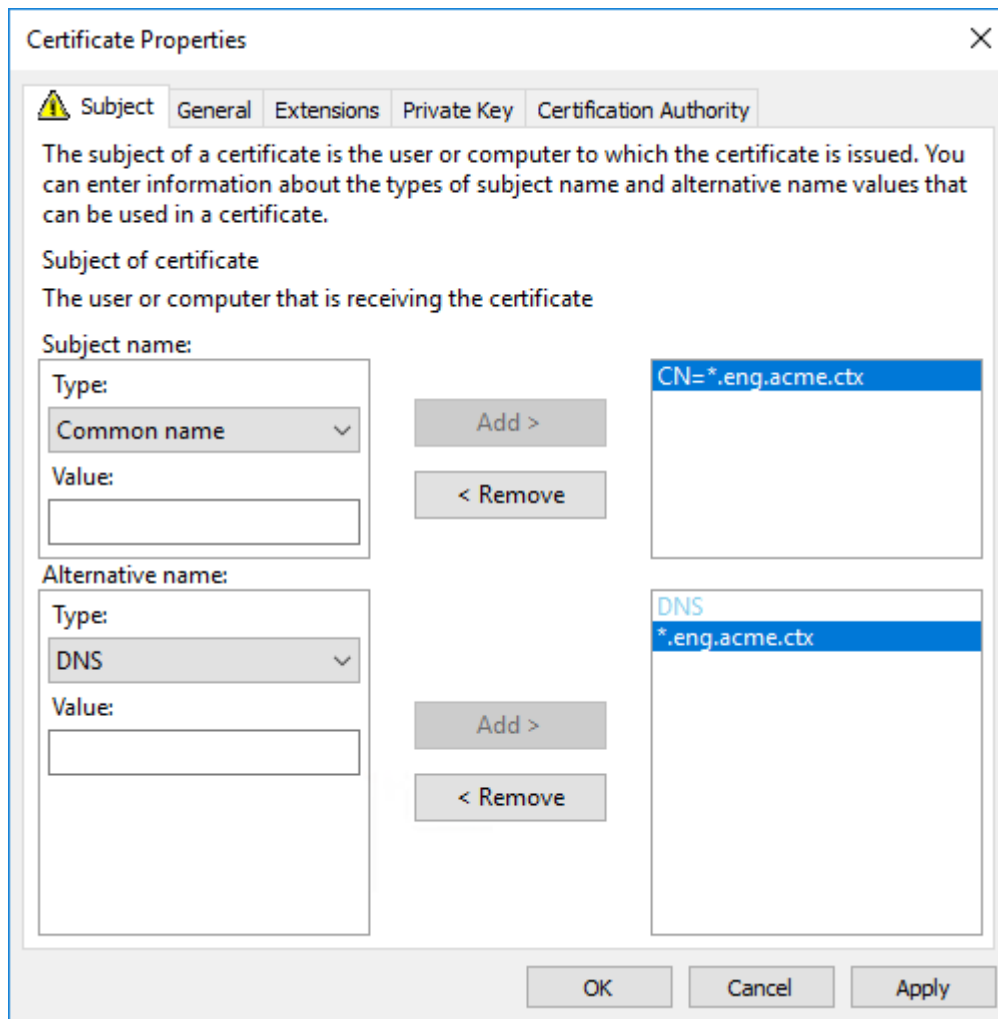 Certificate Properties
Subject General Extensions Private Key Certification Authority
The subject of a certificate is the user or computer to which the certificate is issued. You
can enter information about the types of subject name and alternative name values that
can be used in a certificate.
Subject of certificate
The user or computer that is receiving the certificate
Subject name:
Type:
Common name
Value:
Add >
< Remove
CN=*.eng.acme.ctx
Alternative name:
Type:
DNS
Value:
Add >
< Remove
DNS
*.eng.acme.ctx
OK Cancel Apply